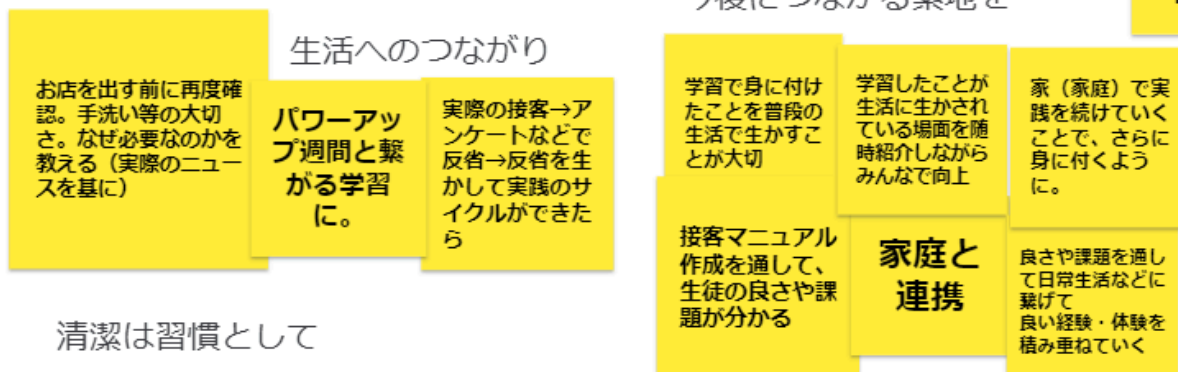 生活へのつながり
お店を出す前に再度確
認。手洗い等の大切
さ。なぜ必要なのかを
教える（実際のニュー
スを基に）
パワーアッ
プ週間と繋
がる学習
に。
実際の接客→ア
ンケートなどで
反省→反省を生
かして実践のサ
イクルができた
ら
清潔は習慣として
今後につながる素地を
学習で身に付け
たことを普段の
生活で生かすこ
とが大切
学習したことが
生活に生かされ
ている場面を随
時紹介しながら
みんなで向上
家（家庭）で実
践を続けていく
ことで、さらに
身に付くよう
に。
接客マニュアル
作成を通して、
生徒の良さや課
題が分かる
家庭と
連携
良さや課題を通し
て日常生活などに
繋げて
良い経験・体験を
積み重ねていく